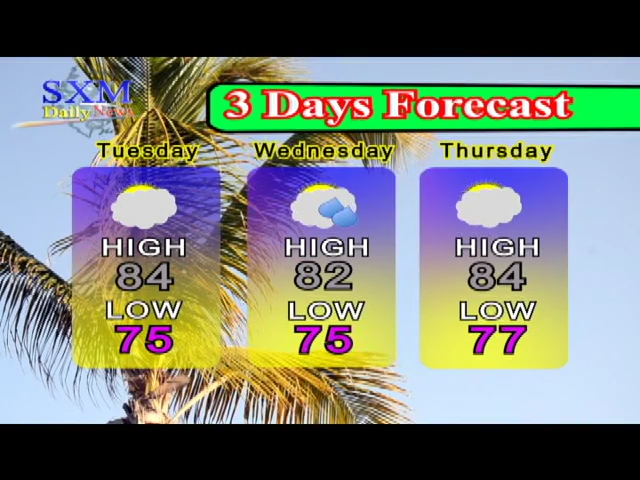 SXM
Daily News
3 Days Forecast
Tuesday
Wednesday
Thursday
HIGH
84
LOW
75
HIGH
82
LOW
75
HIGH
84
LOW
77